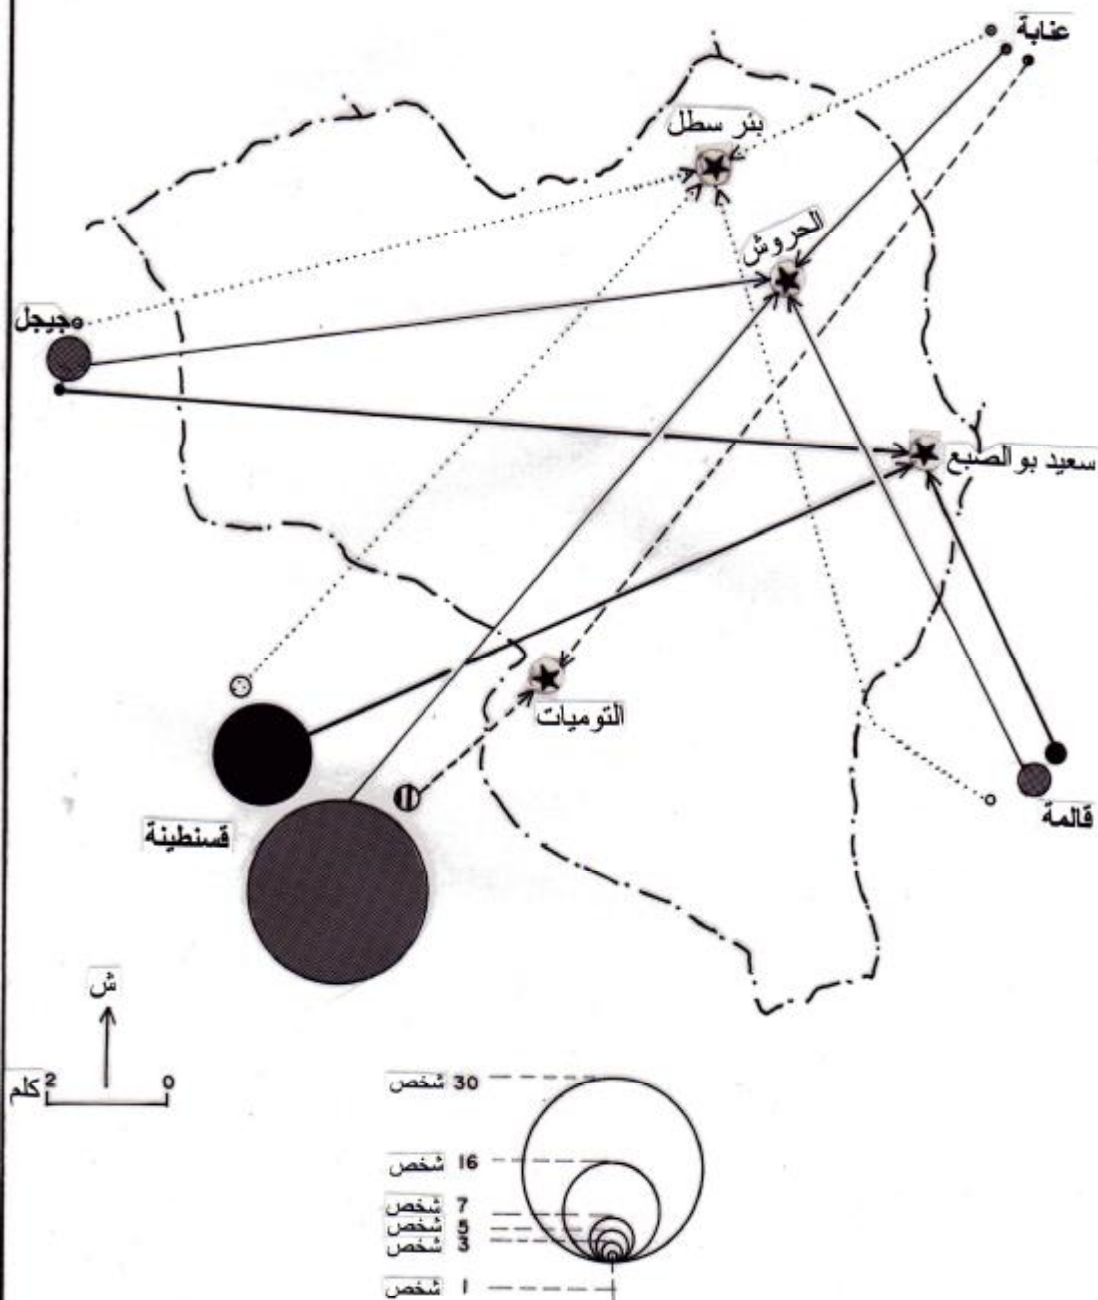 عنابة
بئر سطل
الحروش
جيجل
سعيد بو الصبع
التوميات
قسنطينة
قالمة
ش
كلم 2 0
30 شخص
16 شخص
7 شخص
5 شخص
3 شخص
1 شخص